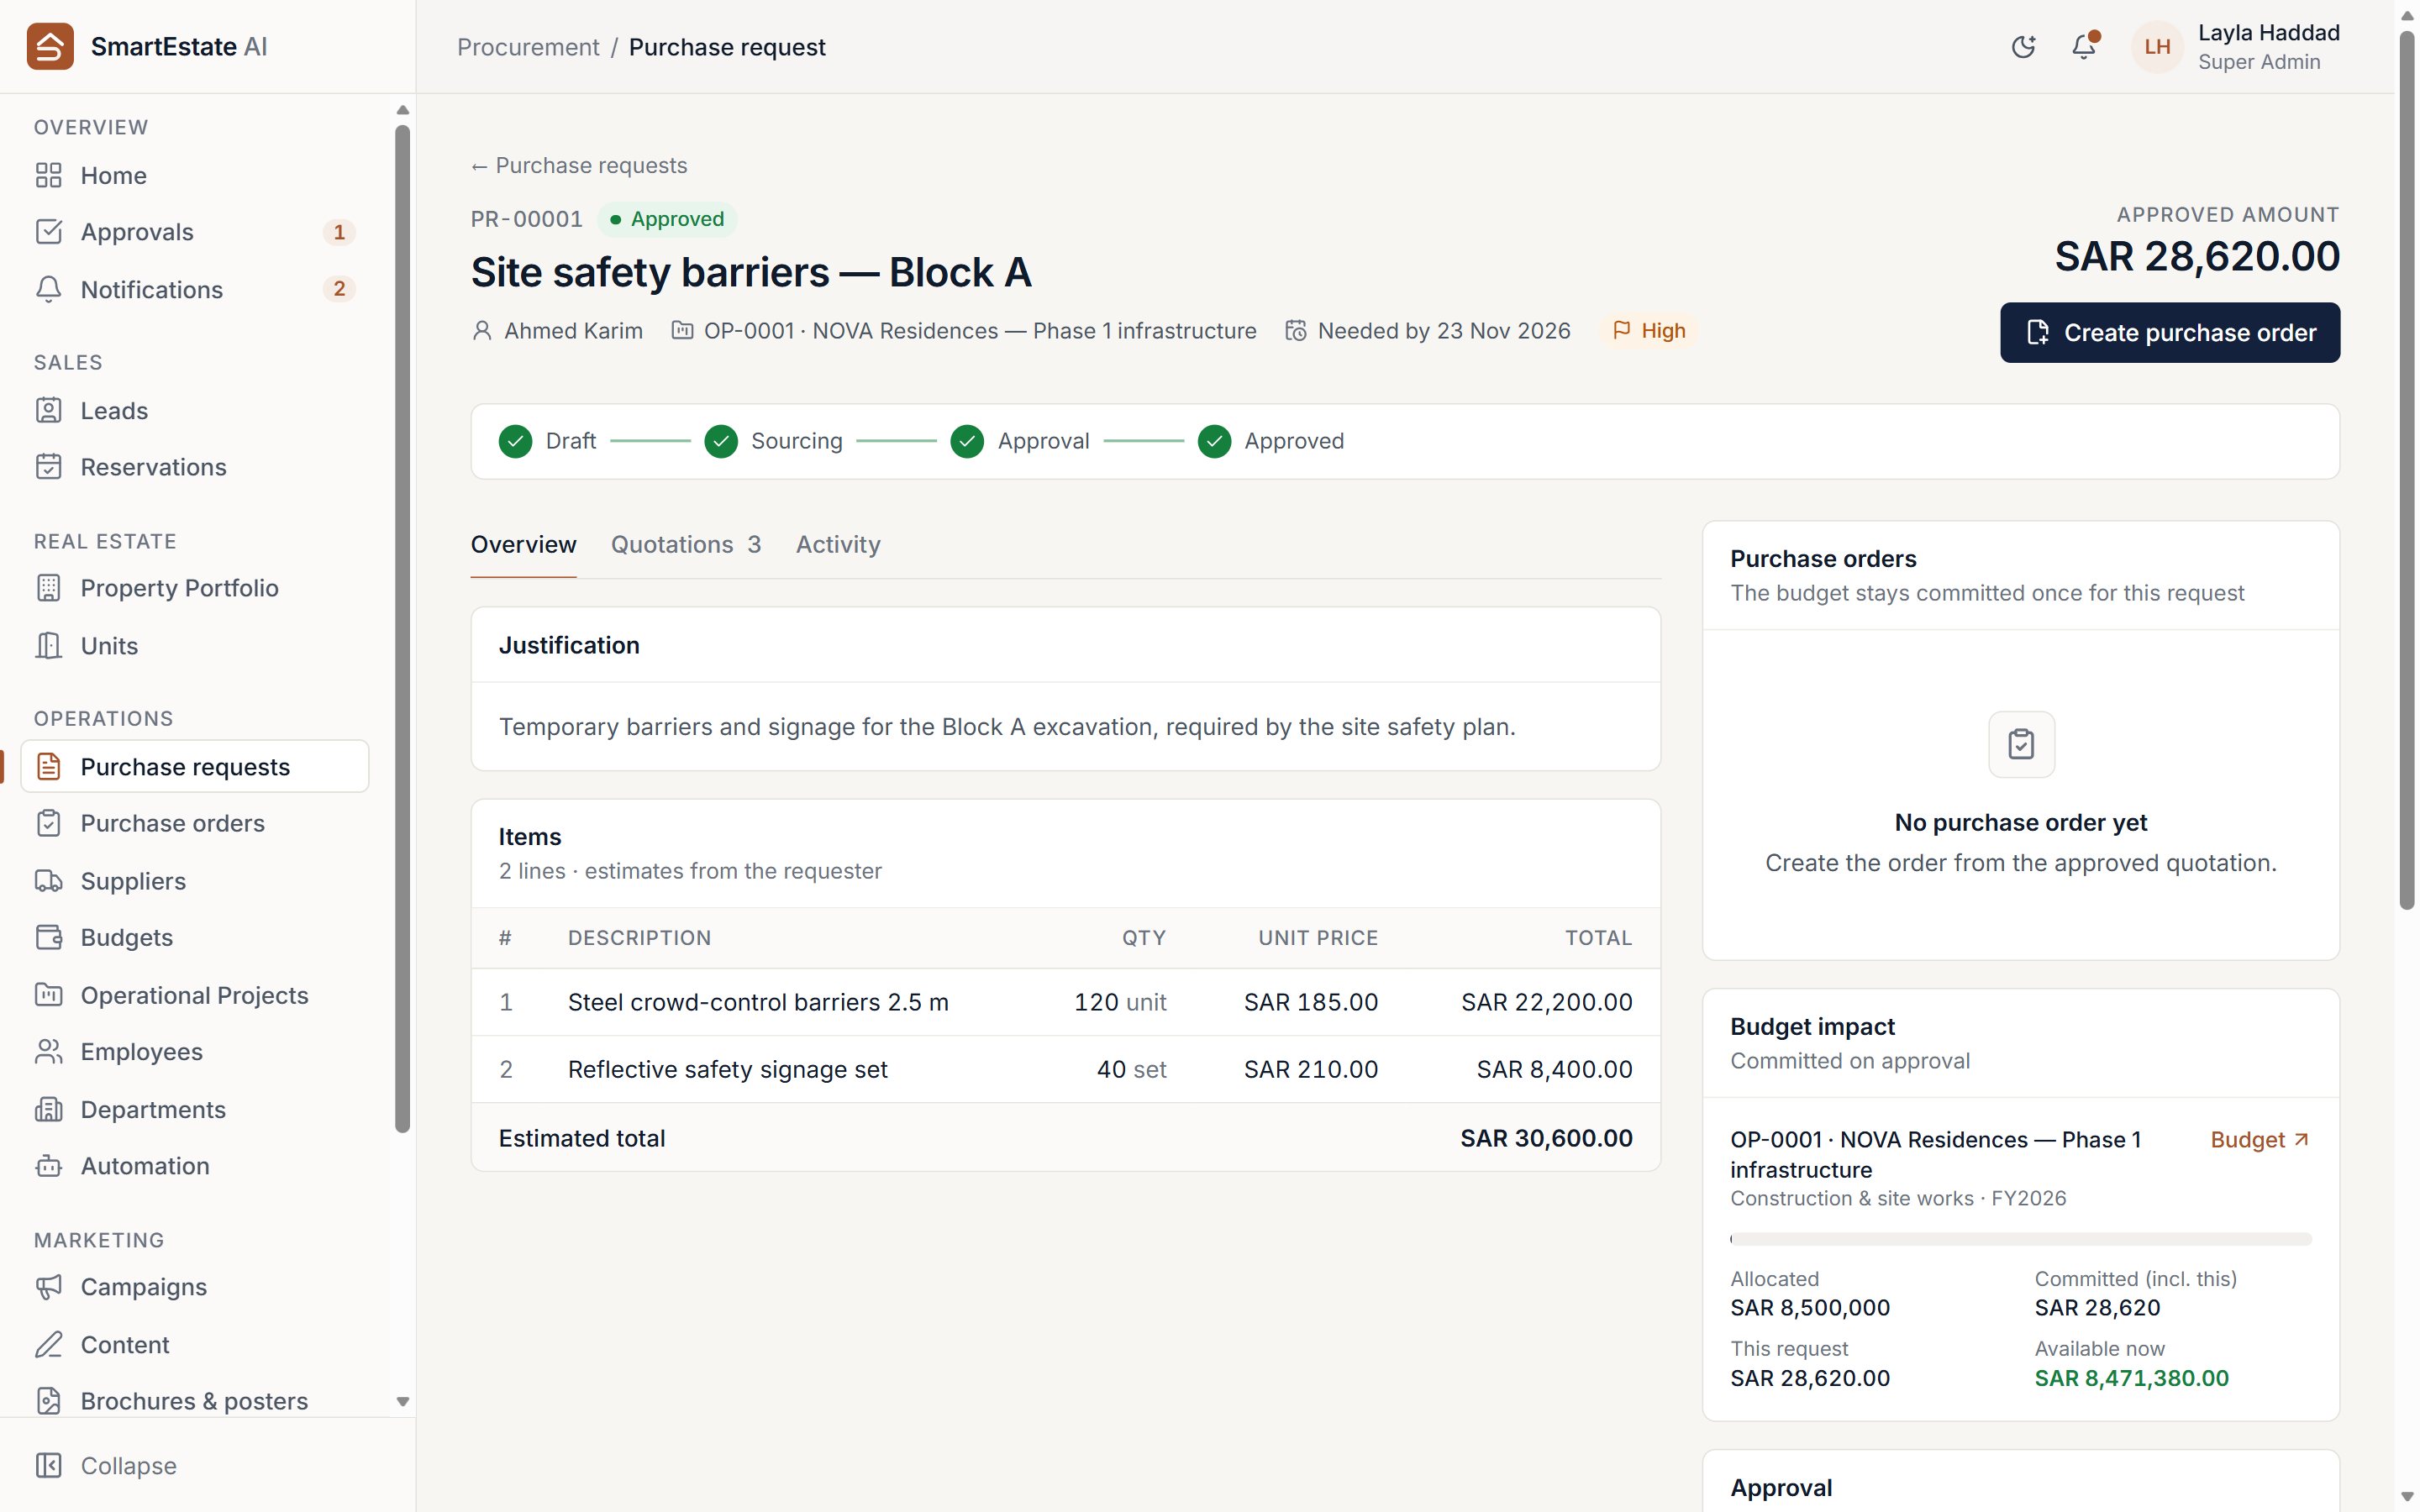 SmartEstate AI
Procurement / Purchase request
LH
Layla Haddad
Super Admin
OVERVIEW
Home
Approvals 1
Notifications 2
SALES
Leads
Reservations
REAL ESTATE
Property Portfolio
Units
OPERATIONS
Purchase requests
Purchase orders
Suppliers
Budgets
Operational Projects
Employees
Departments
Automation
MARKETING
Campaigns
Content
Brochures & posters
Collapse
← Purchase requests
PR-00001 Approved
Site safety barriers — Block A
Ahmed Karim OP-0001 · NOVA Residences — Phase 1 infrastructure Needed by 23 Nov 2026 High
APPROVED AMOUNT
SAR 28,620.00
Create purchase order
Draft Sourcing Approval Approved
Overview Quotations 3 Activity
Justification
Temporary barriers and signage for the Block A excavation, required by the site safety plan.
Items
2 lines · estimates from the requester
# DESCRIPTION QTY UNIT PRICE TOTAL
1 Steel crowd-control barriers 2.5 m 120 unit SAR 185.00 SAR 22,200.00
2 Reflective safety signage set 40 set SAR 210.00 SAR 8,400.00
Estimated total SAR 30,600.00
Purchase orders
The budget stays committed once for this request
No purchase order yet
Create the order from the approved quotation.
Budget impact
Committed on approval
OP-0001 · NOVA Residences — Phase 1 Budget ↗
infrastructure
Construction & site works · FY2026
Allocated Committed (incl. this)
SAR 8,500,000 SAR 28,620
This request Available now
SAR 28,620.00 SAR 8,471,380.00
Approval